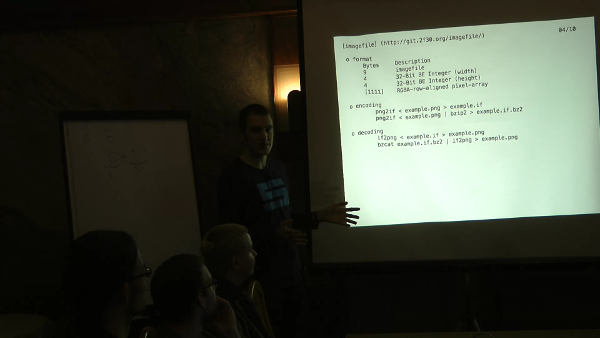 [imagefile] (http://git.2f30.org/imagefile/) 04/10
o format
Bytes Description
9 imagefile
4 32-Bit BE Integer (width)
4 32-Bit BE Integer (height)
[1111] RGBA-row-aligned pixel-array
o encoding
png2if < example.png > example.if
png2if < example.png | bzip2 > example.if.bz2
o decoding
if2png < example.if > example.png
bzcat example.if.bz2 | if2png > example.png